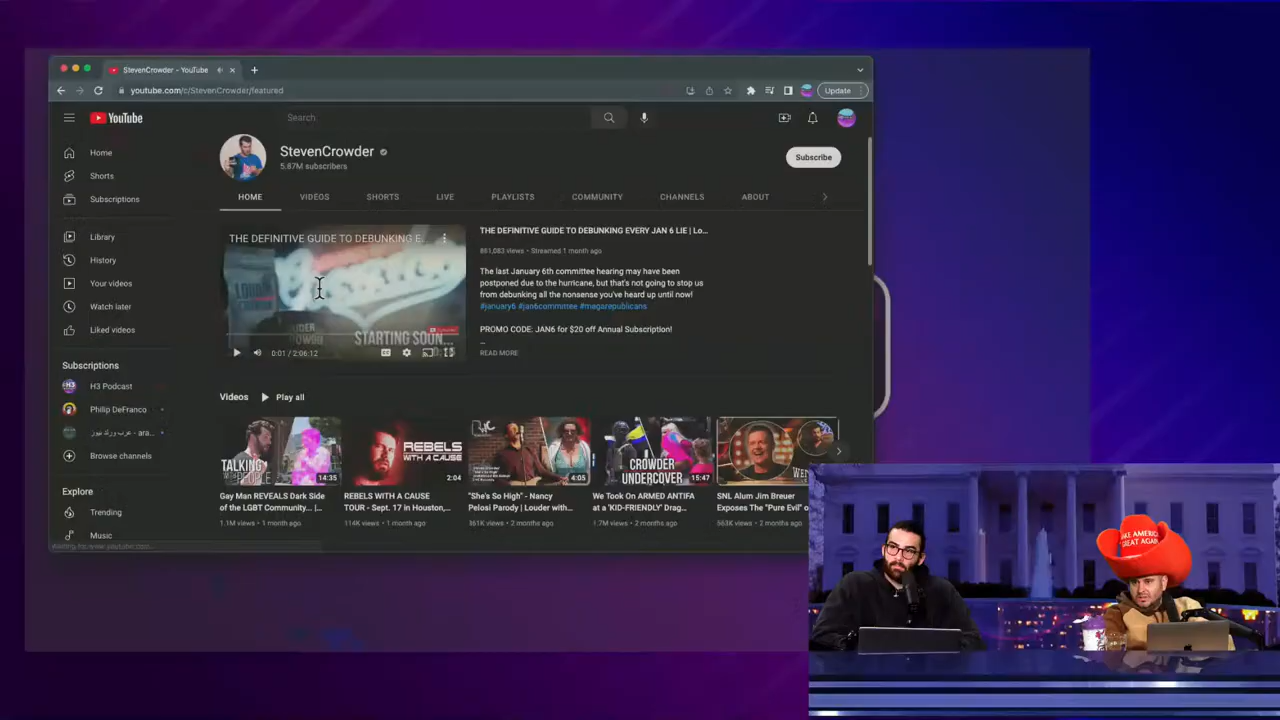 StevenCrowder - YouTube
youtube.com/c/StevenCrowder/featured
Update
YouTube
Search
StevenCrowder
5.87M subscribers
Subscribe
Home
Shorts
Subscriptions
Library
History
Your videos
Watch later
Liked videos
Subscriptions
H3 Podcast
Philip DeFranco
عرب ورلد نيوز - ara...
Browse channels
Explore
Trending
Music
HOME
VIDEOS
SHORTS
LIVE
PLAYLISTS
COMMUNITY
CHANNELS
ABOUT
THE DEFINITIVE GUIDE TO DEBUNKING E...
STARTING SOON...
0:01 / 2:06:12
THE DEFINITIVE GUIDE TO DEBUNKING EVERY JAN 6 LIE | Lo...
861,083 views • Streamed 1 month ago
The last January 6th committee hearing may have been
postponed due to the hurricane, but that's not going to stop us
from debunking all the nonsense you've heard up until now!
#january6 #jan6committee #megarepublicans
PROMO CODE: JAN6 for $20 off Annual Subscription!
READ MORE
Videos
Play all
TALKING
14:35
Gay Man REVEALS Dark Side
of the LGBT Community... |
1.1M views • 1 month ago
REBELS
WITH A CAUSE
2:04
REBELS WITH A CAUSE
TOUR - Sept. 17 in Houston,...
114K views • 1 month ago
4:05
"She's So High" - Nancy
Pelosi Parody | Louder with...
361K views • 2 months ago
CROWDER
UNDERCOVER
15:47
We Took On ARMED ANTIFA
at a 'KID-FRIENDLY' Drag...
1.7M views • 2 months ago
SNL Alum Jim Breuer
Exposes The "Pure Evil" o
563K views • 2 months ago
MAKE AMERICA
GREAT AGAIN